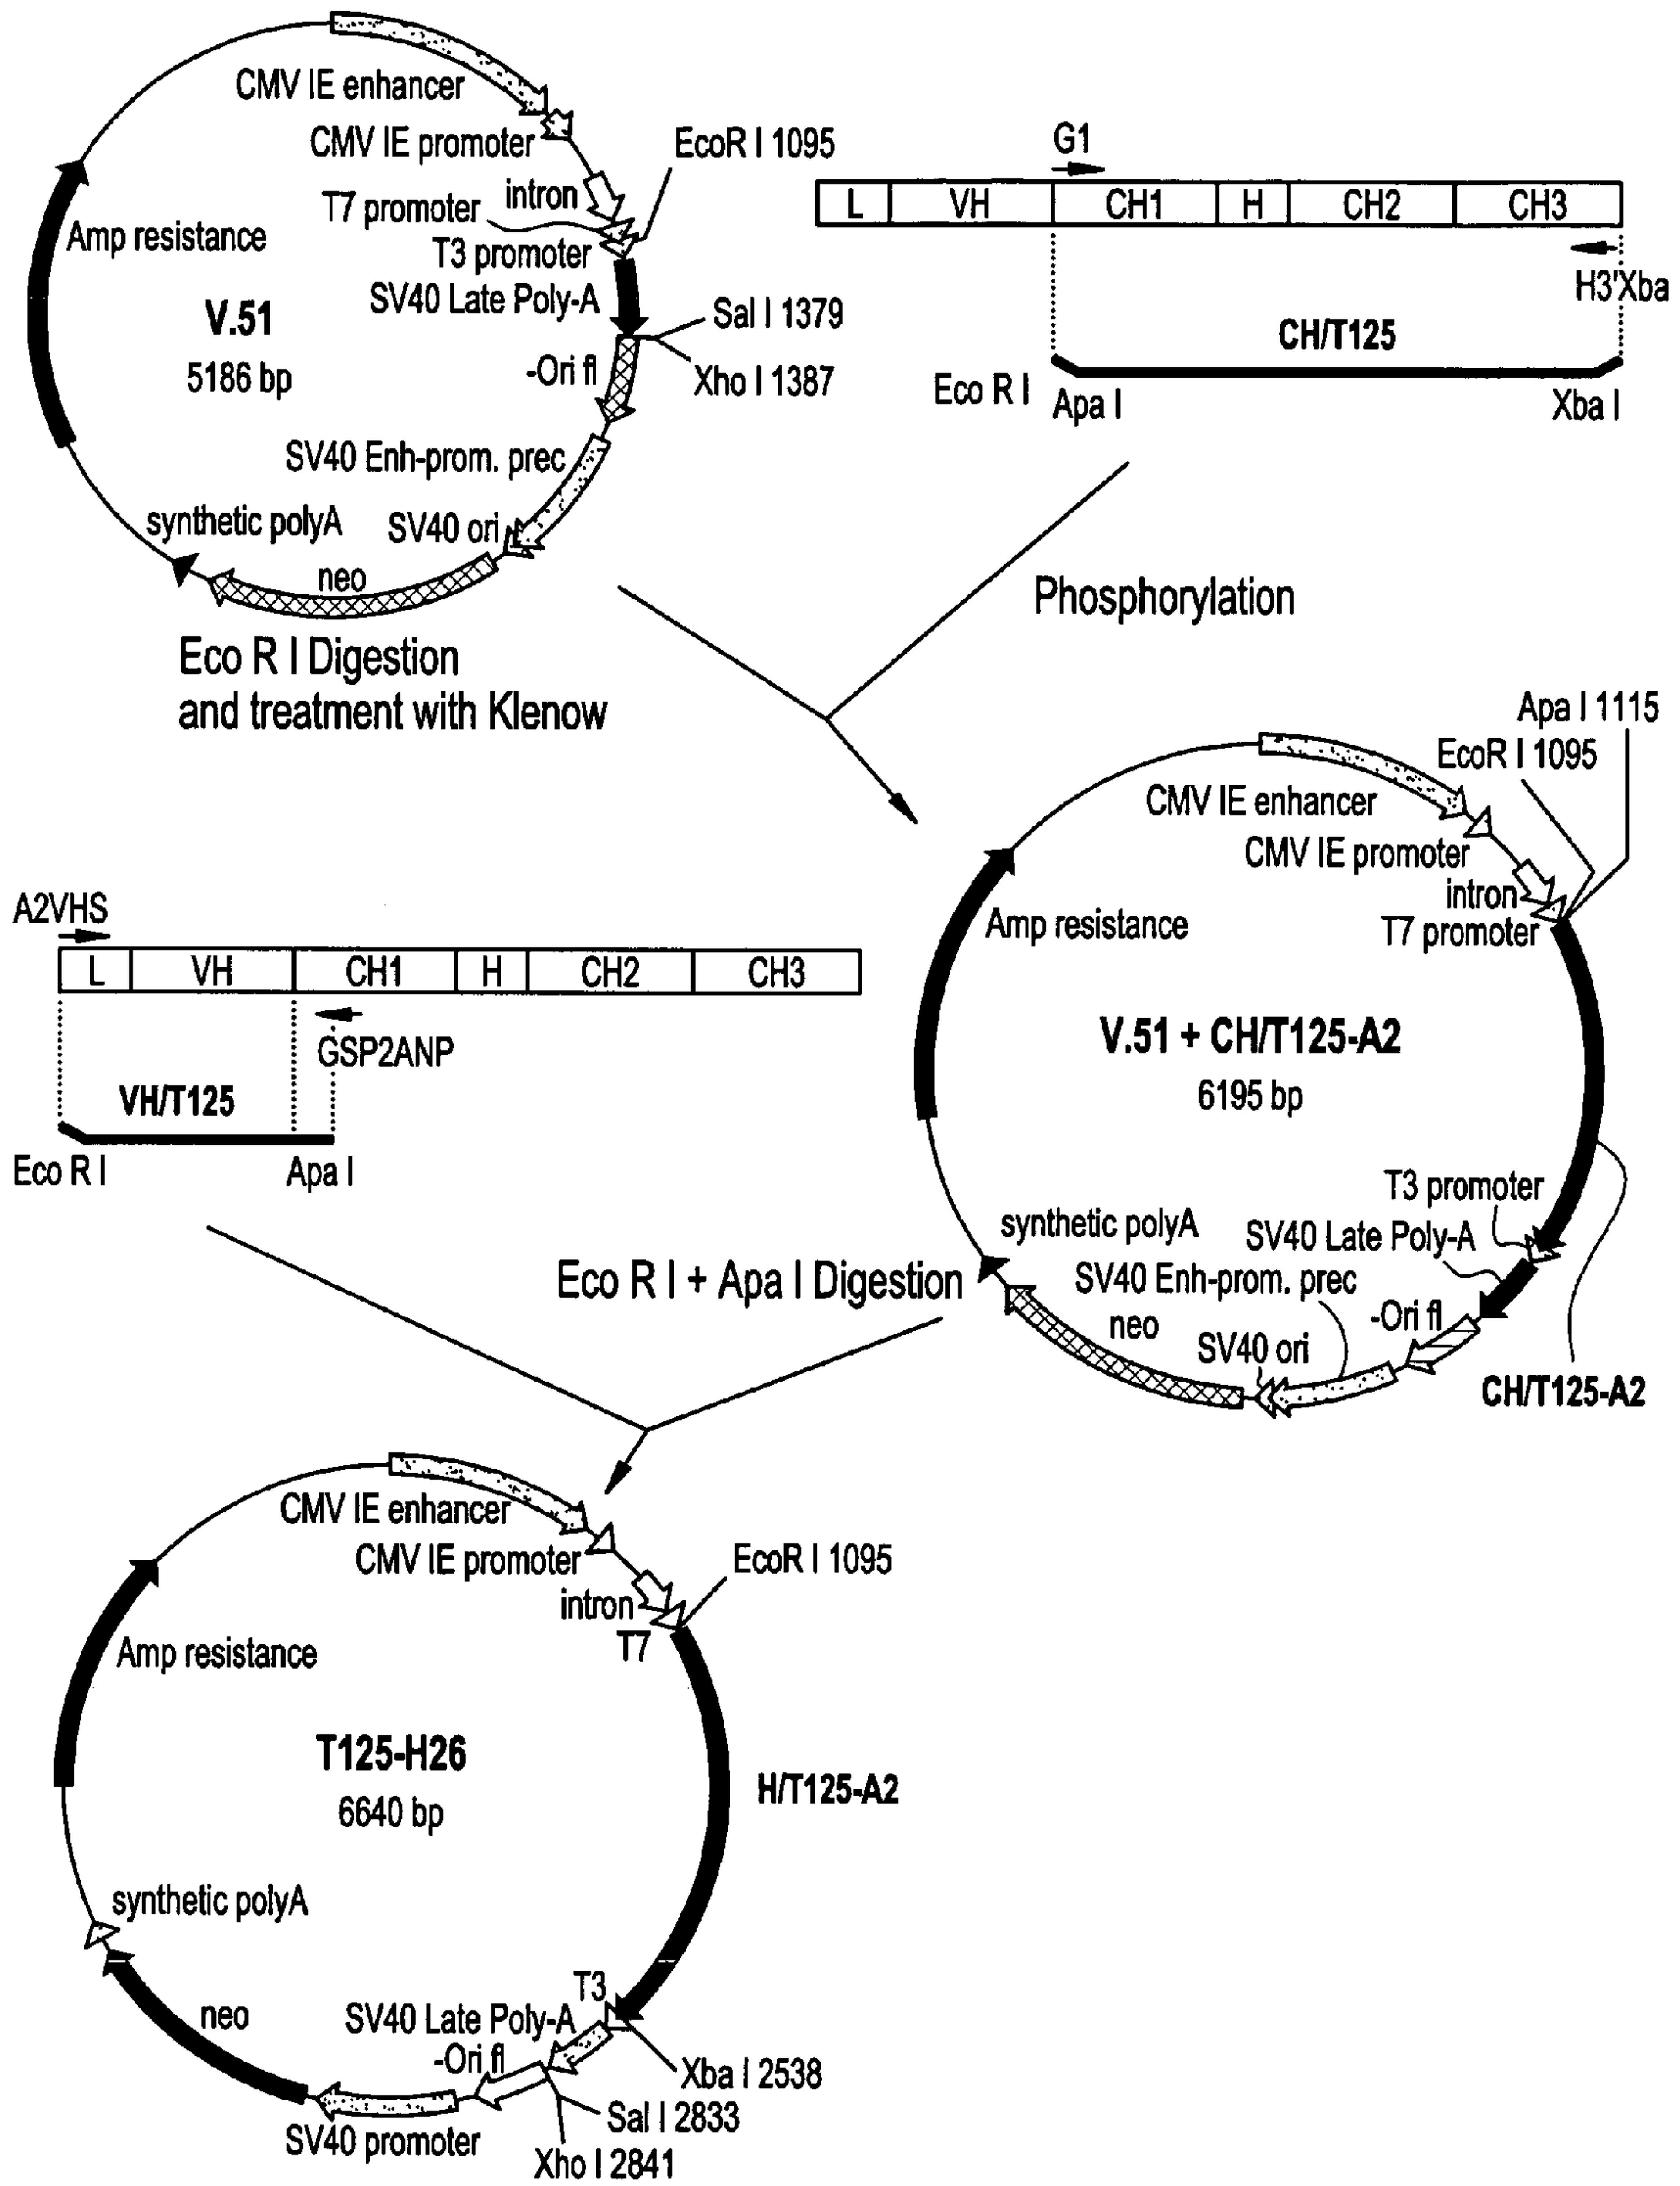 CMV IE enhancer
CMV IE promoter
EcoR I 1095
intron
T7 promoter
T3 promoter
Amp resistance
SV40 Late Poly-A
V.51
5186 bp
Sal I 1379
-Ori fl
Xho I 1387
SV40 Enh-prom. prec
synthetic polyA
SV40 ori
neo
Eco R I Digestion
and treatment with Klenow
G1
L VH CH1 H CH2 CH3
H3'Xba
CH/T125
Eco R I
Apa I
Xba I
Phosphorylation
Apa I 1115
EcoR I 1095
CMV IE enhancer
CMV IE promoter
intron
T7 promoter
Amp resistance
V.51 + CH/T125-A2
6195 bp
T3 promoter
synthetic polyA
SV40 Late Poly-A
SV40 Enh-prom. prec
-Ori fl
neo
SV40 ori
CH/T125-A2
A2VHS
L VH CH1 H CH2 CH3
GSP2ANP
VH/T125
Eco R I
Apa I
Eco R I + Apa I Digestion
CMV IE enhancer
CMV IE promoter
EcoR I 1095
intron
T7
Amp resistance
T125-H26
6640 bp
H/T125-A2
synthetic polyA
T3
neo
SV40 Late Poly-A
-Ori fl
Xba I 2538
Sal I 2833
SV40 promoter
Xho I 2841